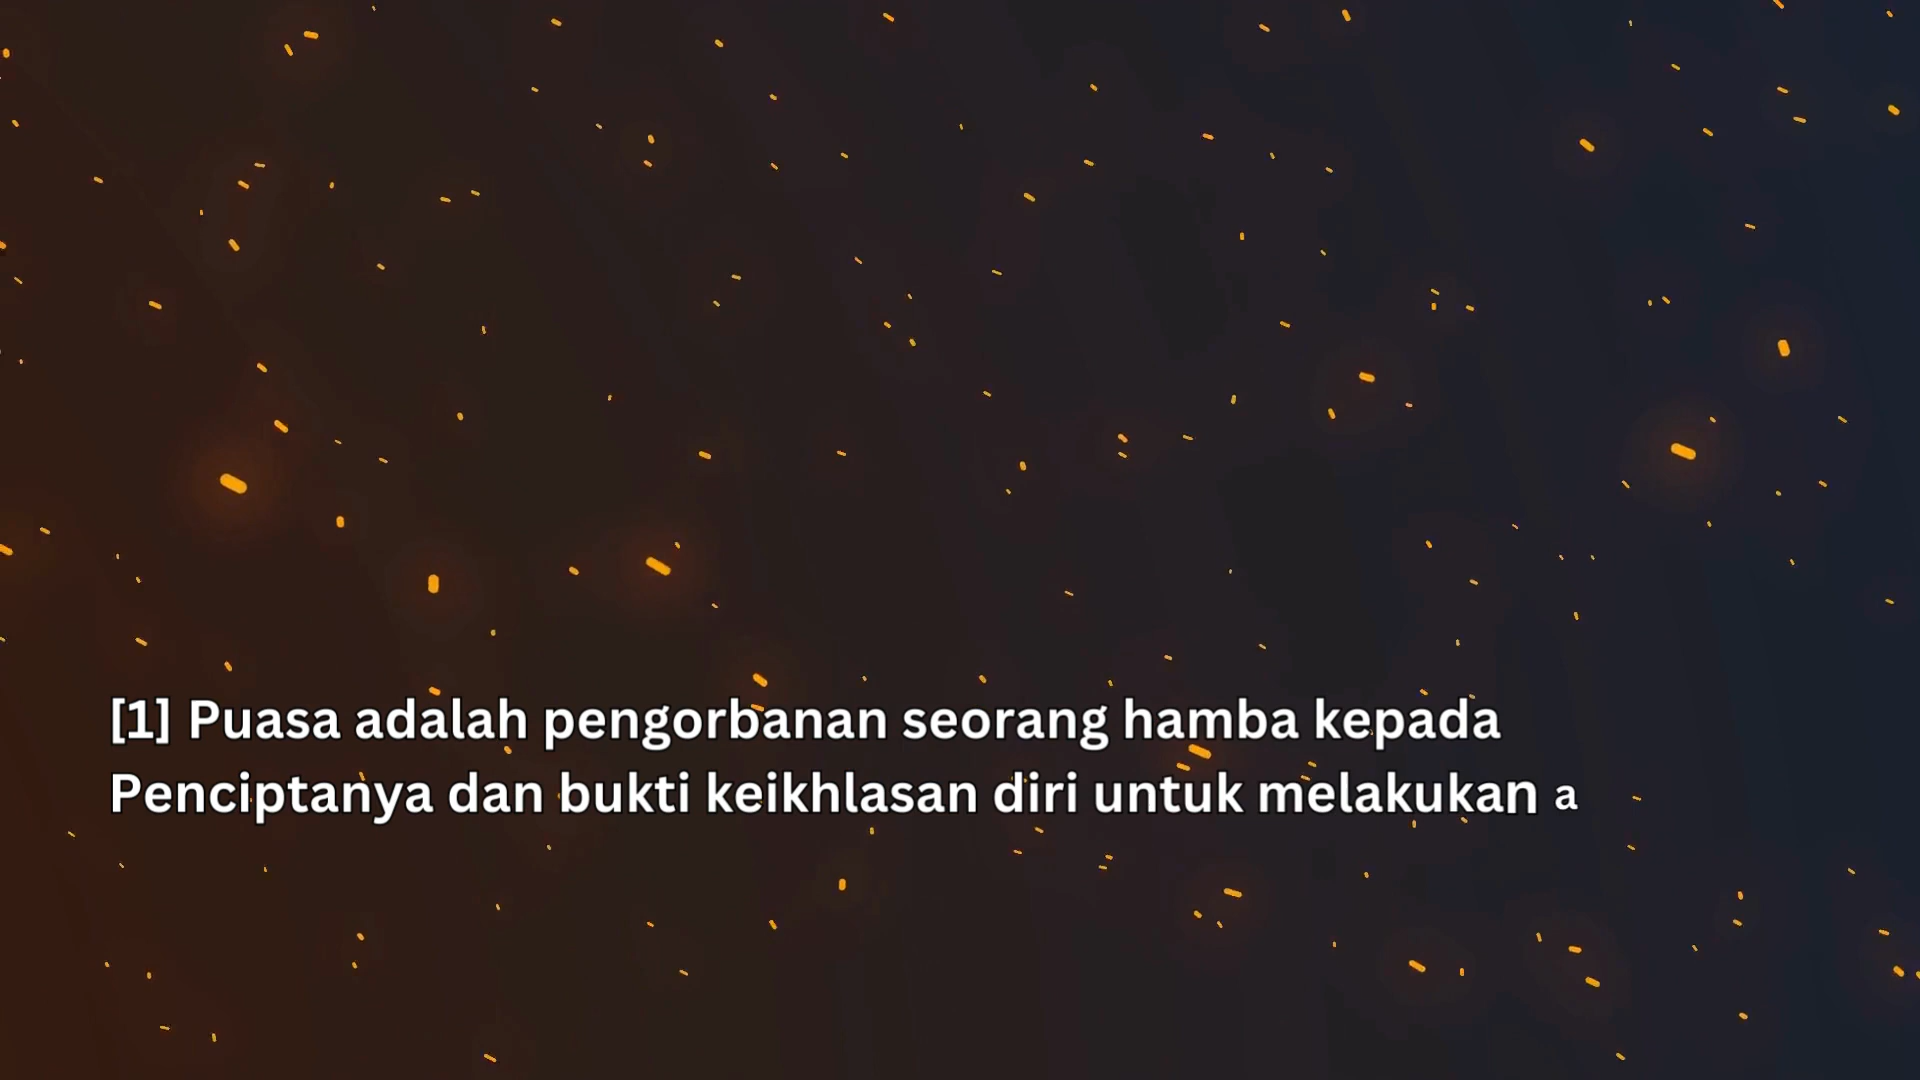 [1] Puasa adalah pengorbanan seorang hamba kepada
Penciptanya dan bukti keikhlasan diri untuk melakukan a